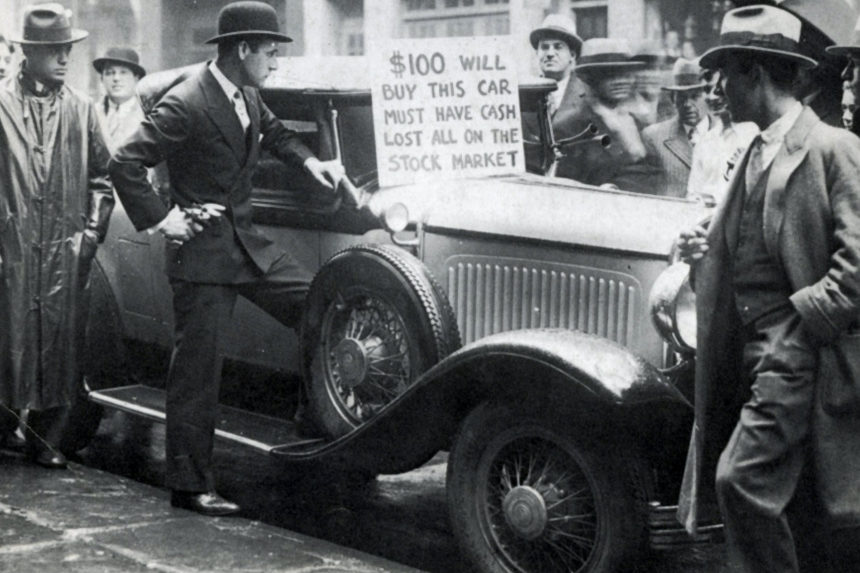 $100 WILL
BUY THIS CAR
MUST HAVE CASH
LOST ALL ON THE
STOCK MARKET